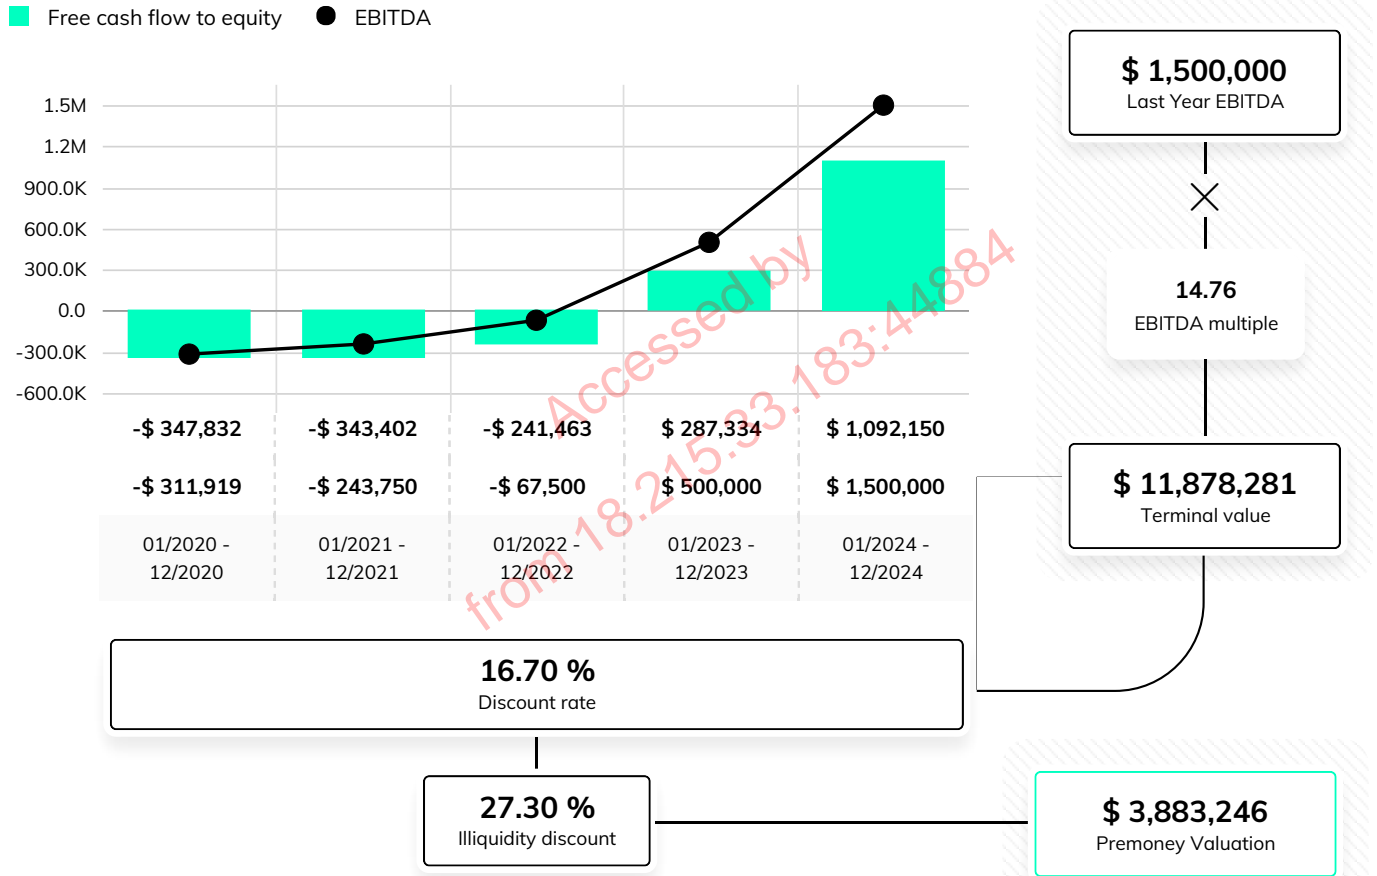 Free cash flow to equity
EBITDA
1.5M
1.2M
900.0K
600.0K
300.0K
0.0
-300.0K
-600.0K
-$ 347,832 -$ 343,402 -$ 241,463 $ 287,334 $ 1,092,150
-$ 311,919 -$ 243,750 -$ 67,500 $ 500,000 $ 1,500,000
01/2020 - 01/2021 - 01/2022 - 01/2023 - 01/2024 -
12/2020 12/2021 12/2022 12/2023 12/2024
Accessed by
from 18.215.33.183:44884
$ 1,500,000
Last Year EBITDA
14.76
EBITDA multiple
$ 11,878,281
Terminal value
16.70 %
Discount rate
27.30 %
Illiquidity discount
$ 3,883,246
Premoney Valuation